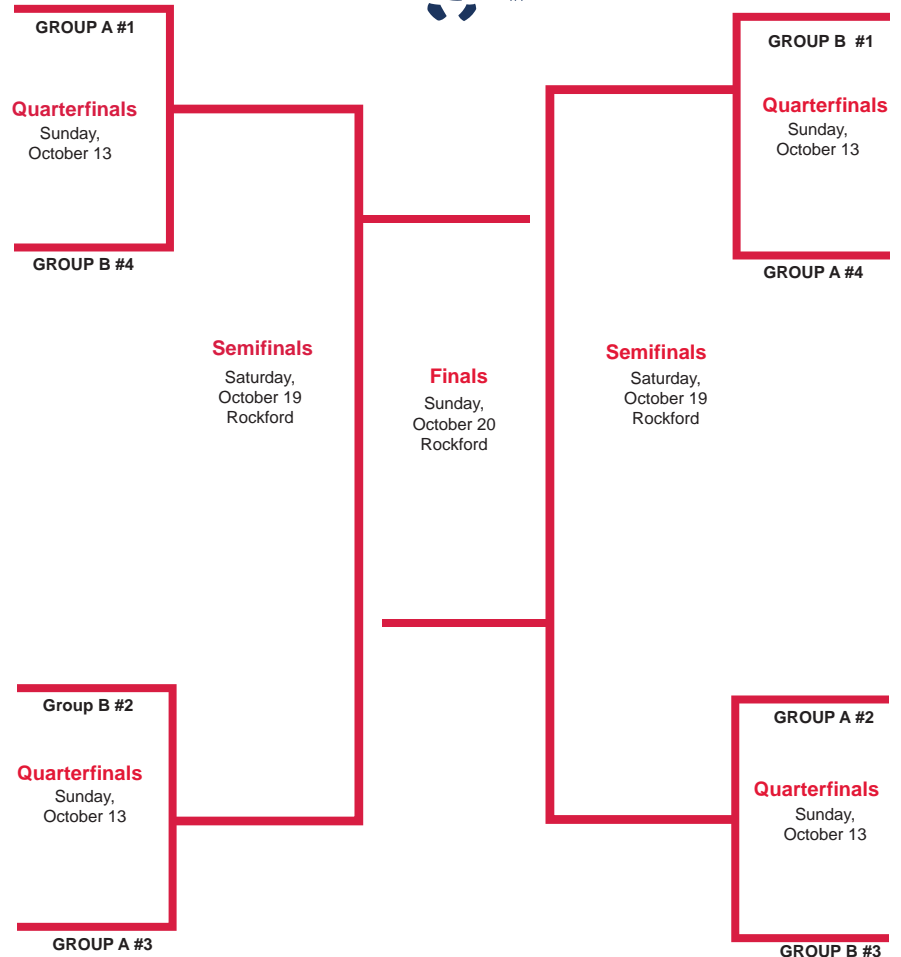 GROUP A #1
Quarterfinals
Sunday,
October 13
GROUP B #4
Semifinals
Saturday,
October 19
Rockford
Group B #2
Quarterfinals
Sunday,
October 13
GROUP A #3
Finals
Sunday,
October 20
Rockford
GROUP B #1
Quarterfinals
Sunday,
October 13
GROUP A #4
Semifinals
Saturday,
October 19
Rockford
GROUP A #2
Quarterfinals
Sunday,
October 13
GROUP B #3